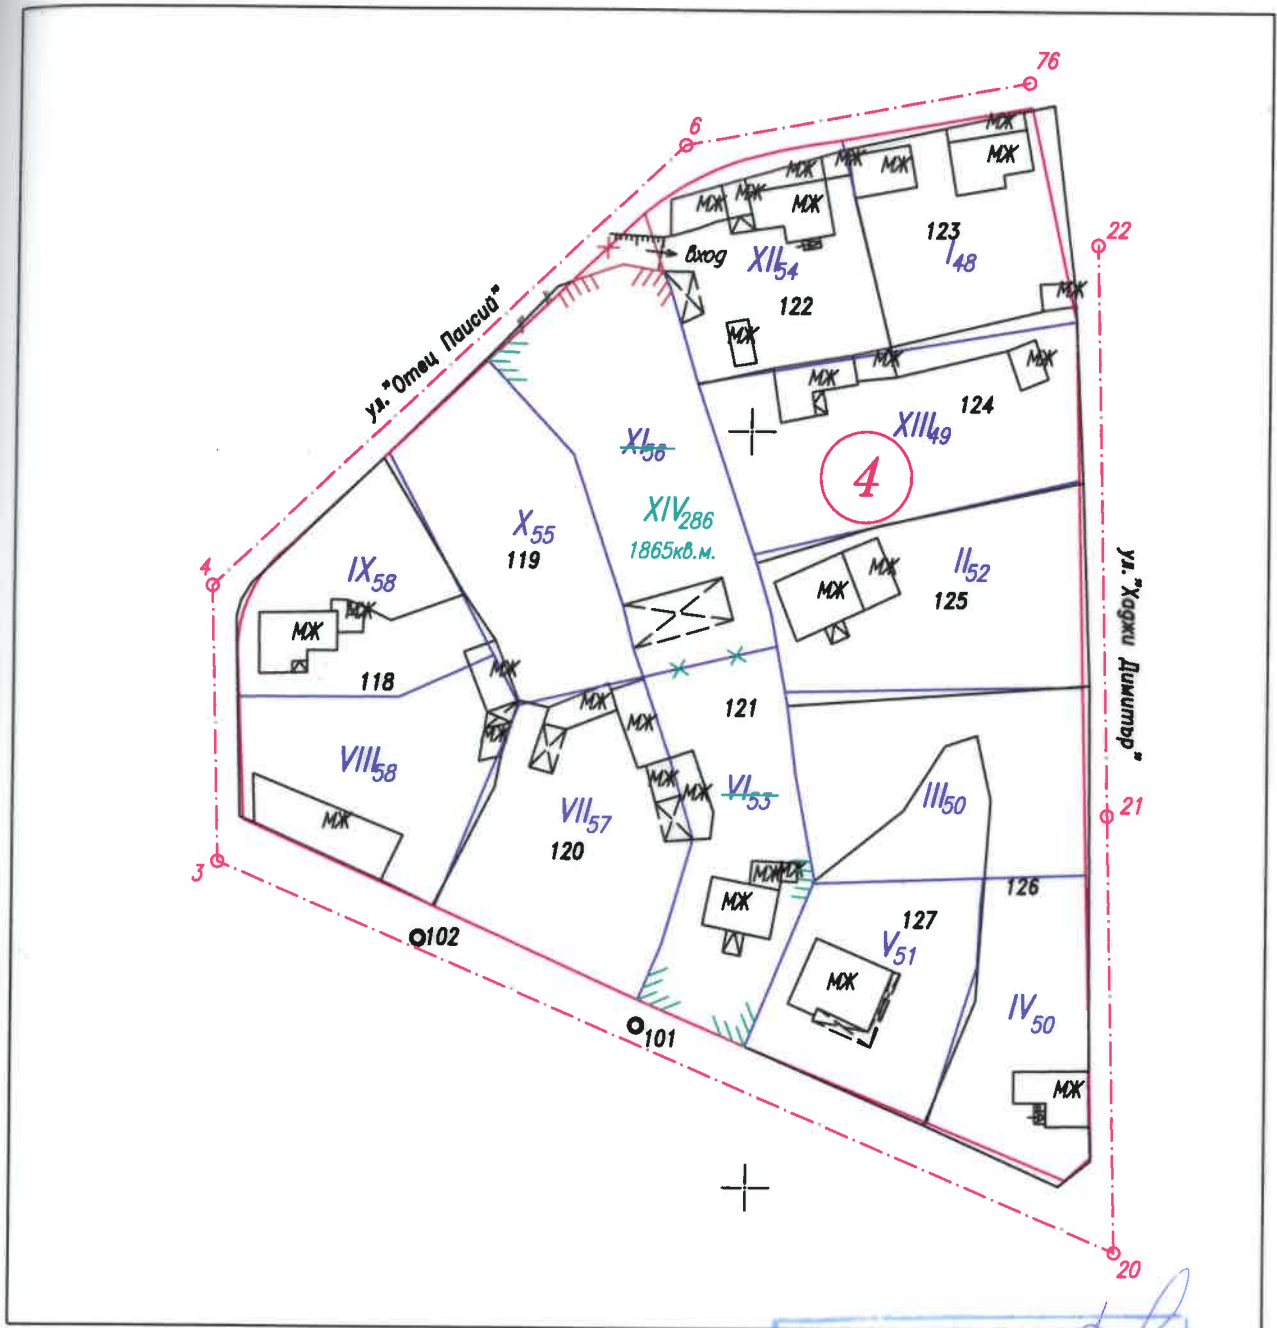 76
6
МЖ
МЖ
МЖ
МЖ
МЖ
МЖ
МЖ
МЖ
123
I48
22
вход
XII54
122
МЖ
МЖ
ул. "Отец Паисий"
МЖ
МЖ
МЖ
124
XIII49
XI56
4
XIV286
1865кв.м.
X55
119
4
IX58
МЖ
МЖ
118
II52
125
МЖ
МЖ
ул. "Хаджи Димитър"
МЖ
МЖ
МЖ
МЖ
121
VIII58
МЖ
VII57
120
МЖ
МЖ
VI53
III50
21
3
102
МЖ
МЖ
МЖ
126
127
V51
МЖ
IV50
101
МЖ
20